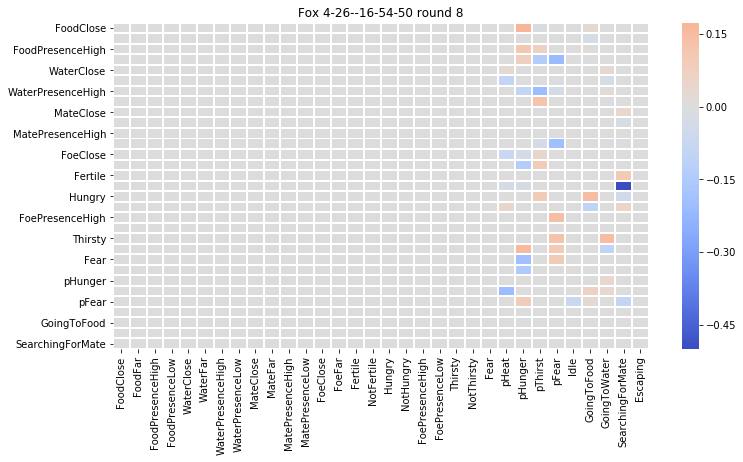 Fox 4-26--16-54-50 round 8
FoodClose
FoodPresenceHigh
WaterClose
WaterPresenceHigh
MateClose
MatePresenceHigh
FoeClose
Fertile
Hungry
FoePresenceHigh
Thirsty
Fear
pHunger
pFear
GoingToFood
SearchingForMate
FoodClose
FoodFar
FoodPresenceHigh
FoodPresenceLow
WaterClose
WaterFar
WaterPresenceHigh
WaterPresenceLow
MateClose
MateFar
MatePresenceHigh
MatePresenceLow
FoeClose
FoeFar
Fertile
NotFertile
Hungry
NotHungry
FoePresenceHigh
FoePresenceLow
Thirsty
NotThirsty
Fear
pHeat
pHunger
pThirst
pFear
Idle
GoingToFood
GoingToWater
SearchingForMate
Escaping
0.15
0.00
−0.15
−0.30
−0.45